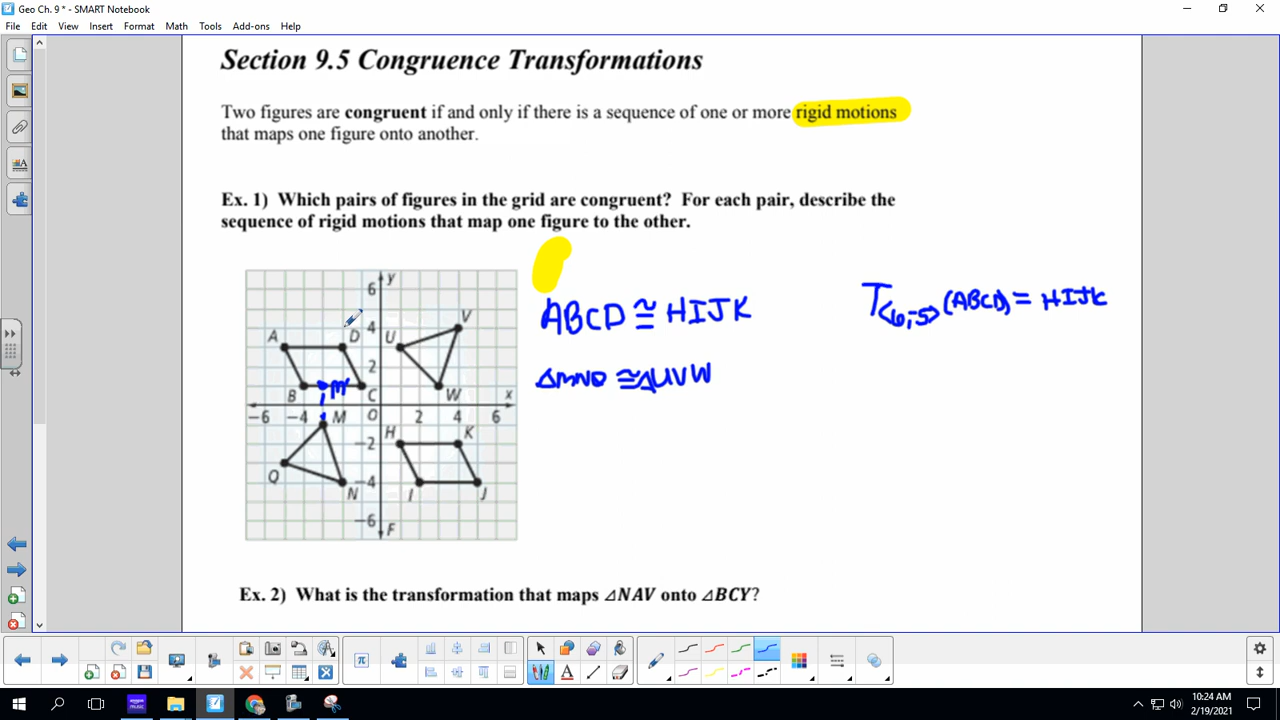 Geo Ch. 9 * - SMART Notebook
File Edit View Insert Format Math Tools Add-ons Help
Section 9.5 Congruence Transformations
Two figures are congruent if and only if there is a sequence of one or more rigid motions
that maps one figure onto another.
Ex. 1) Which pairs of figures in the grid are congruent? For each pair, describe the
sequence of rigid motions that map one figure to the other.
6 y
A 4 D U V
2
B M' C W x
-6 -4 M O 2 4 6
-2 H K
Q N -4 I J
-6 F
ABCD ≅ HIJK
T<6,-5>(ABCD) = HIJK
△MNO ≅ △UVW
Ex. 2) What is the transformation that maps △NAV onto △BCY?
10:24 AM
2/19/2021